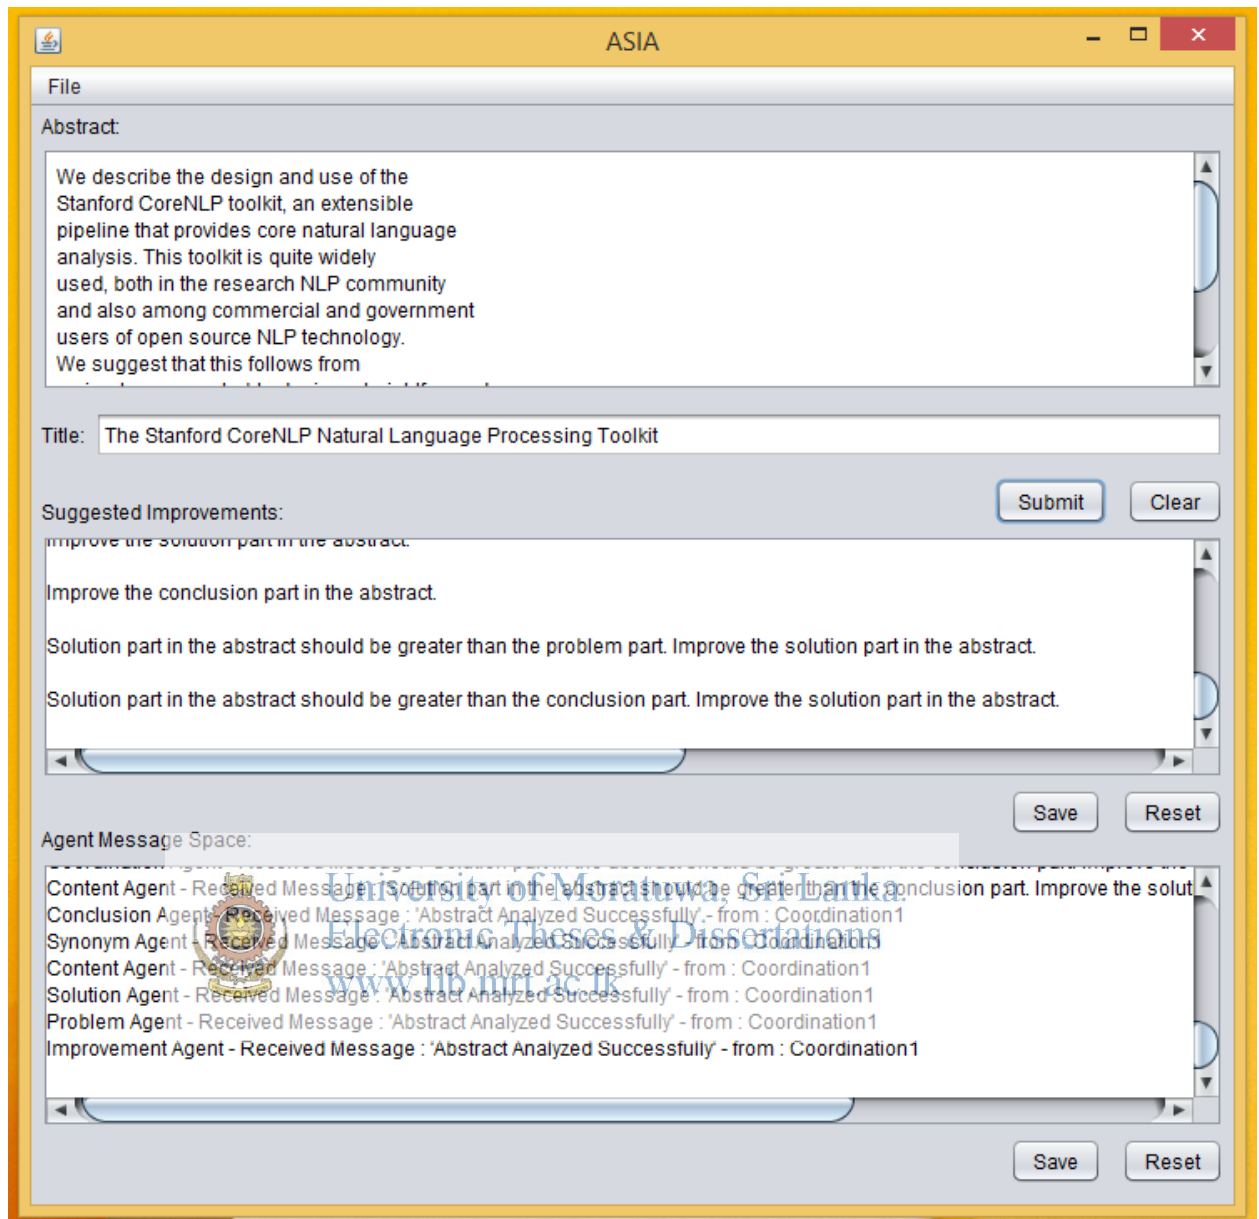 ASIA
File
Abstract:
We describe the design and use of the
Stanford CoreNLP toolkit, an extensible
pipeline that provides core natural language
analysis. This toolkit is quite widely
used, both in the research NLP community
and also among commercial and government
users of open source NLP technology.
We suggest that this follows from
Title: The Stanford CoreNLP Natural Language Processing Toolkit
Submit Clear
Suggested Improvements:
Improve the solution part in the abstract.
Improve the conclusion part in the abstract.
Solution part in the abstract should be greater than the problem part. Improve the solution part in the abstract.
Solution part in the abstract should be greater than the conclusion part. Improve the solution part in the abstract.
Save Reset
Agent Message Space:
Content Agent - Received Message : 'Solution part in the abstract should be greater than the conclusion part. Improve the solut
Conclusion Agent - Received Message : 'Abstract Analyzed Successfully' - from : Coordination1
Synonym Agent - Received Message : 'Abstract Analyzed Successfully' - from : Coordination1
Content Agent - Received Message : 'Abstract Analyzed Successfully' - from : Coordination1
Solution Agent - Received Message : 'Abstract Analyzed Successfully' - from : Coordination1
Problem Agent - Received Message : 'Abstract Analyzed Successfully' - from : Coordination1
Improvement Agent - Received Message : 'Abstract Analyzed Successfully' - from : Coordination1
University of Moratuwa, Sri Lanka.
Electronic Theses & Dissertations
www.lib.mrt.ac.lk
Save Reset